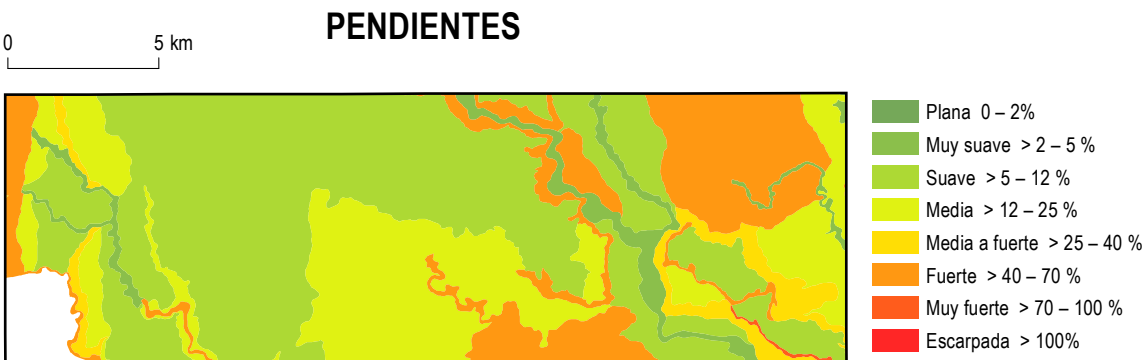 PENDIENTES
0 5 km
Plana 0 – 2%
Muy suave > 2 – 5 %
Suave > 5 – 12 %
Media > 12 – 25 %
Media a fuerte > 25 – 40 %
Fuerte > 40 – 70 %
Muy fuerte > 70 – 100 %
Escarpada > 100%